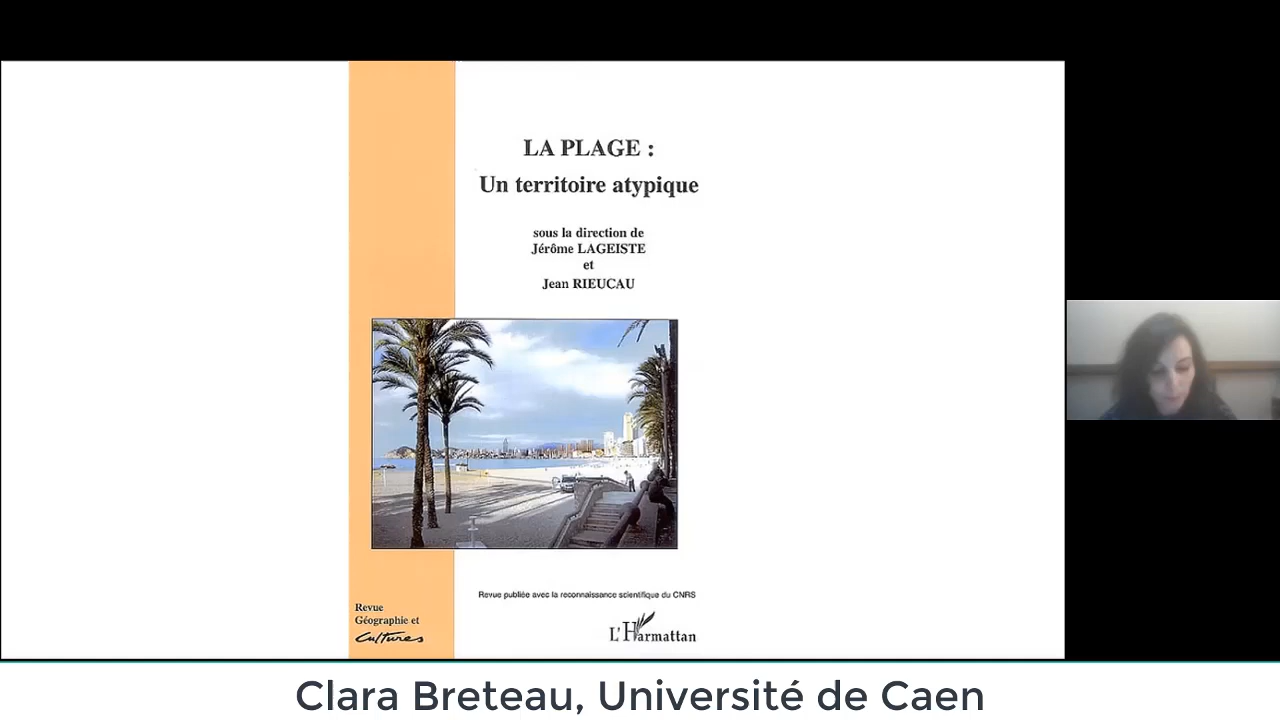 LA PLAGE :
Un territoire atypique
sous la direction de
Jérôme LAGEISTE
et
Jean RIEUCAU
Revue publiée avec la reconnaissance scientifique du CNRS
Revue
Géographie et
Cultures
L'Harmattan
Clara Breteau, Université de Caen